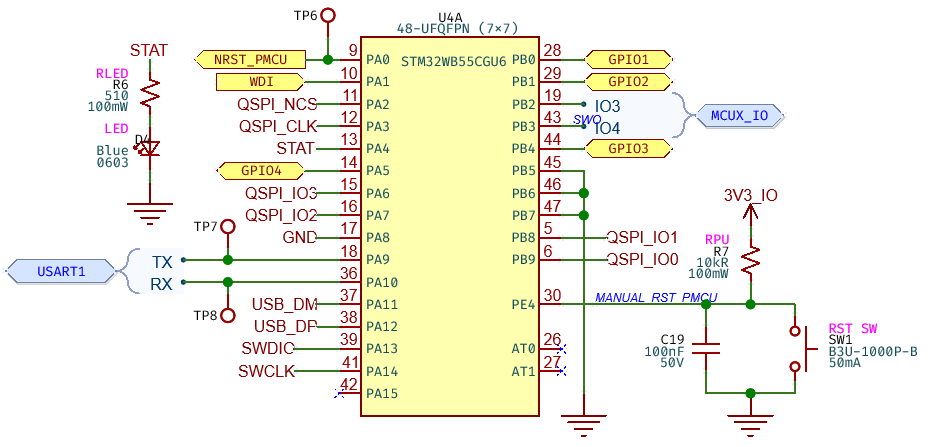 U4A
48-UFQFPN (7×7)
STM32WB55CGU6
TP6
NRST_PMCU 9 PA0
WDI 10 PA1
QSPI_NCS 11 PA2
QSPI_CLK 12 PA3
STAT 13 PA4
GPIO4 14 PA5
QSPI_IO3 15 PA6
QSPI_IO2 16 PA7
GND 17 PA8
TP7
TX 18 PA9
RX 36 PA10
USART1
TP8
USB_DM 37 PA11
USB_DP 38 PA12
SWDIO 39 PA13
SWCLK 41 PA14
42 PA15
PB0 28 GPIO1
PB1 29 GPIO2
PB2 19 IO3
PB3 43 SWO IO4
MCUX_IO
PB4 44 GPIO3
PB5 45
PB6 46
PB7 47
PB8 5 QSPI_IO1
PB9 6 QSPI_IO0
PE4 30 MANUAL_RST_PMCU
AT0 26
AT1 27
STAT
RLED
R6
510
100mW
LED
D4
Blue
0603
3V3_IO
RPU
R7
10kR
100mW
C19
100nF
50V
RST SW
SW1
B3U-1000P-B
50mA